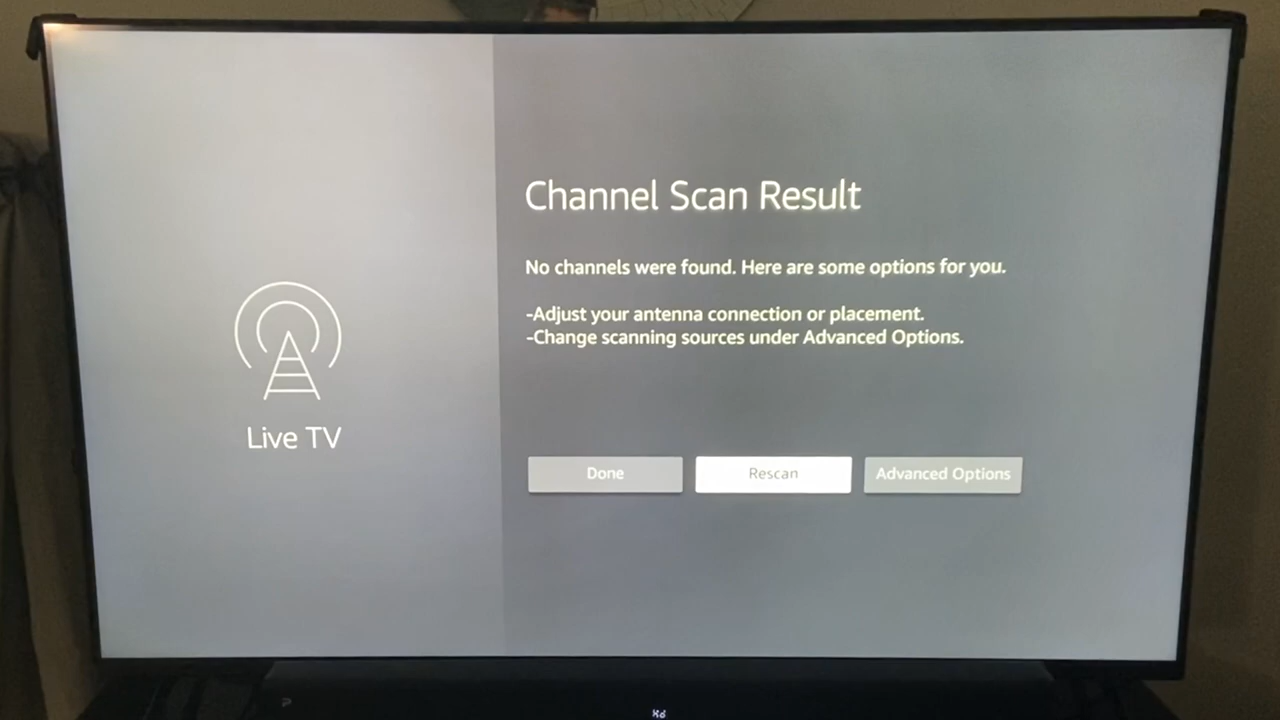 Channel Scan Result
No channels were found. Here are some options for you.
-Adjust your antenna connection or placement.
-Change scanning sources under Advanced Options.
Live TV
Done
Rescan
Advanced Options